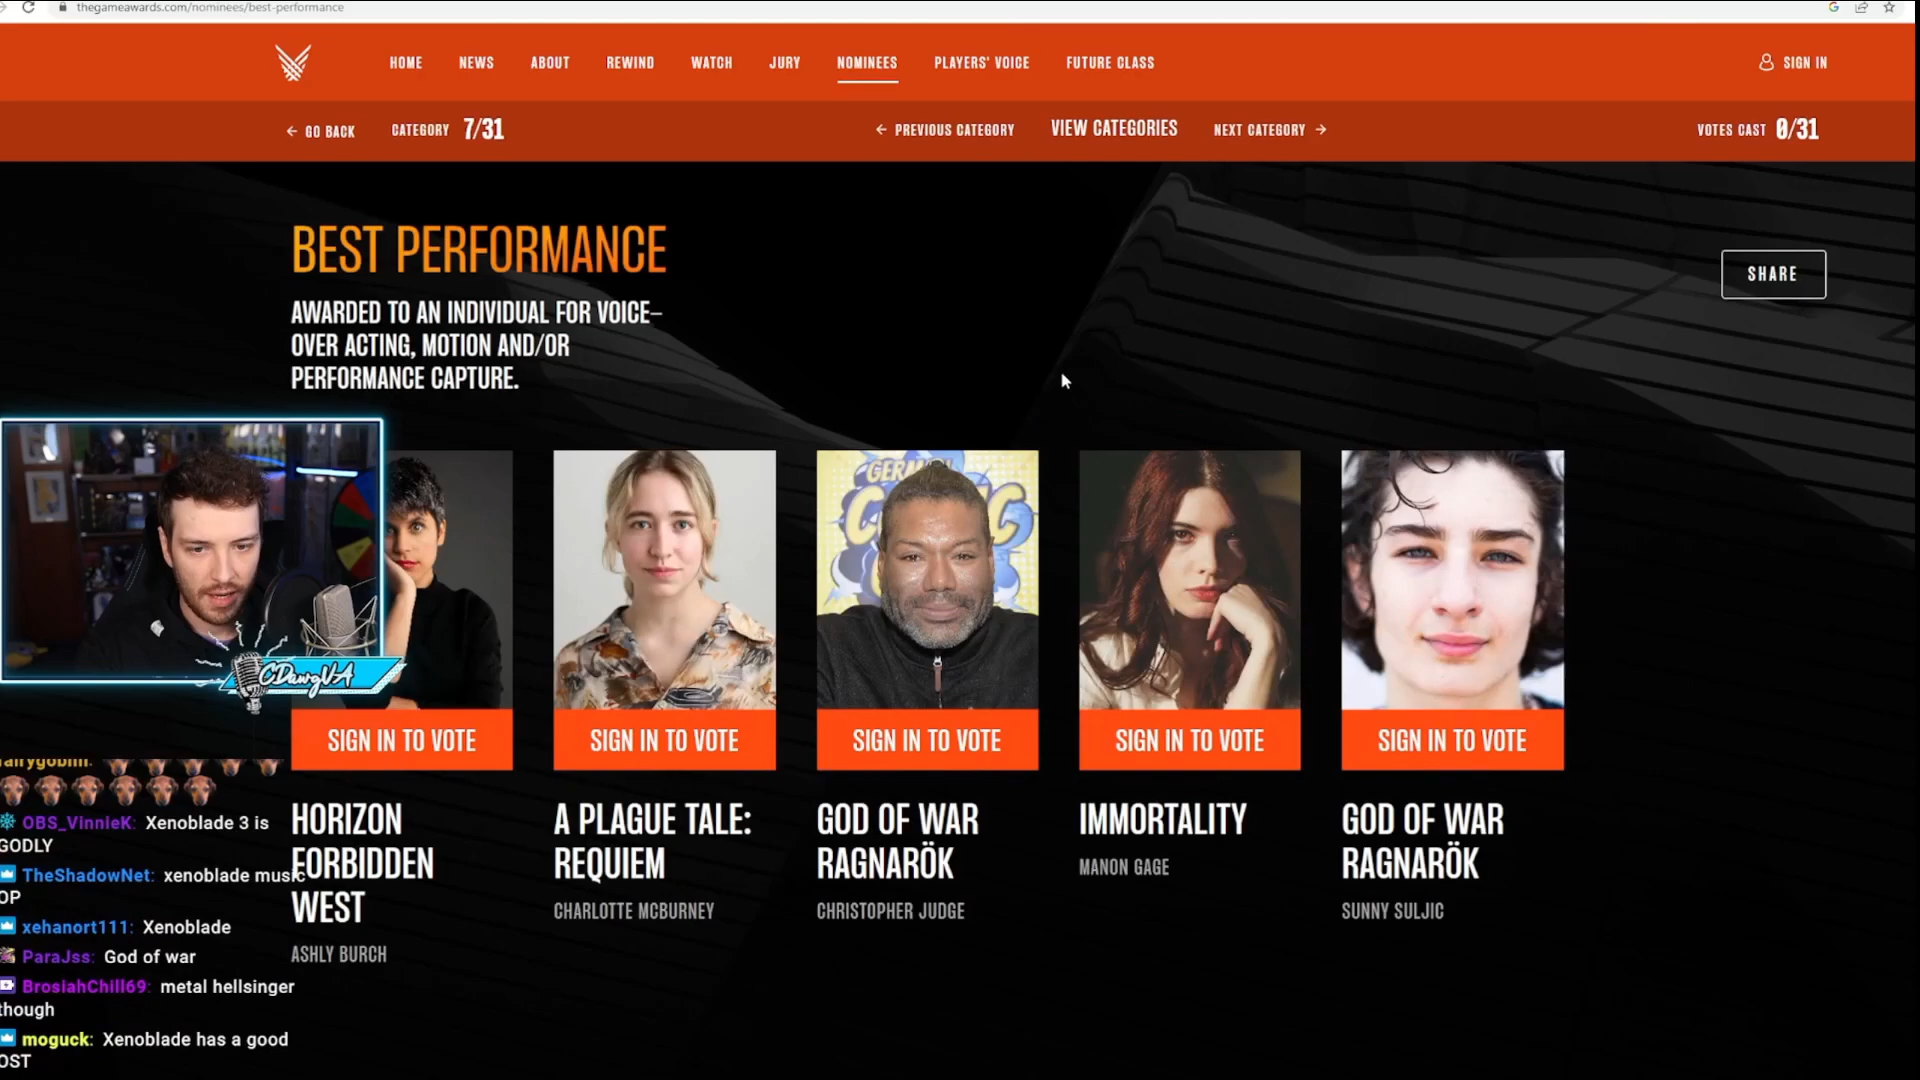 thegameawards.com/nominees/best-performance
HOME NEWS ABOUT REWIND WATCH JURY NOMINEES PLAYERS' VOICE FUTURE CLASS SIGN IN
← GO BACK CATEGORY 7/31 ← PREVIOUS CATEGORY VIEW CATEGORIES NEXT CATEGORY → VOTES CAST 0/31
BEST PERFORMANCE
SHARE
AWARDED TO AN INDIVIDUAL FOR VOICE-
OVER ACTING, MOTION AND/OR
PERFORMANCE CAPTURE.
CDawgVA
SIGN IN TO VOTE
HORIZON
FORBIDDEN
WEST
ASHLY BURCH
SIGN IN TO VOTE
A PLAGUE TALE:
REQUIEM
CHARLOTTE MCBURNEY
SIGN IN TO VOTE
GOD OF WAR
RAGNARÖK
CHRISTOPHER JUDGE
SIGN IN TO VOTE
IMMORTALITY
MANON GAGE
SIGN IN TO VOTE
GOD OF WAR
RAGNARÖK
SUNNY SULJIC
OBS_VinnieK: Xenoblade 3 is
GODLY
TheShadowNet: xenoblade music
OP
xehanort111: Xenoblade
ParaJss: God of war
BrosiahChill69: metal hellsinger
though
moguck: Xenoblade has a good
OST